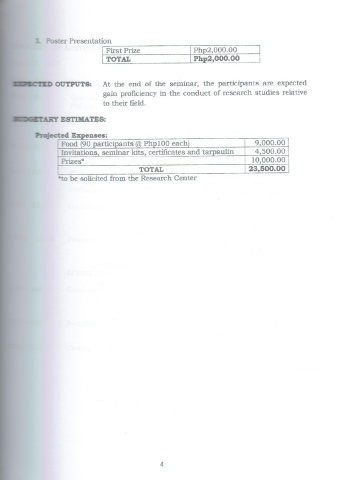 3. Poster Presentation
First Prize Php2,000.00
TOTAL Php2,000.00
EXPECTED OUTPUTS: At the end of the seminar, the participants are expected
gain proficiency in the conduct of research studies relative
to their field.
BUDGETARY ESTIMATES:
Projected Expenses:
Food (90 participants @ Php100 each) 9,000.00
Invitations, seminar kits, certificates and tarpaulin 4,500.00
Prizes* 10,000.00
TOTAL 23,500.00
*to be solicited from the Research Center
4